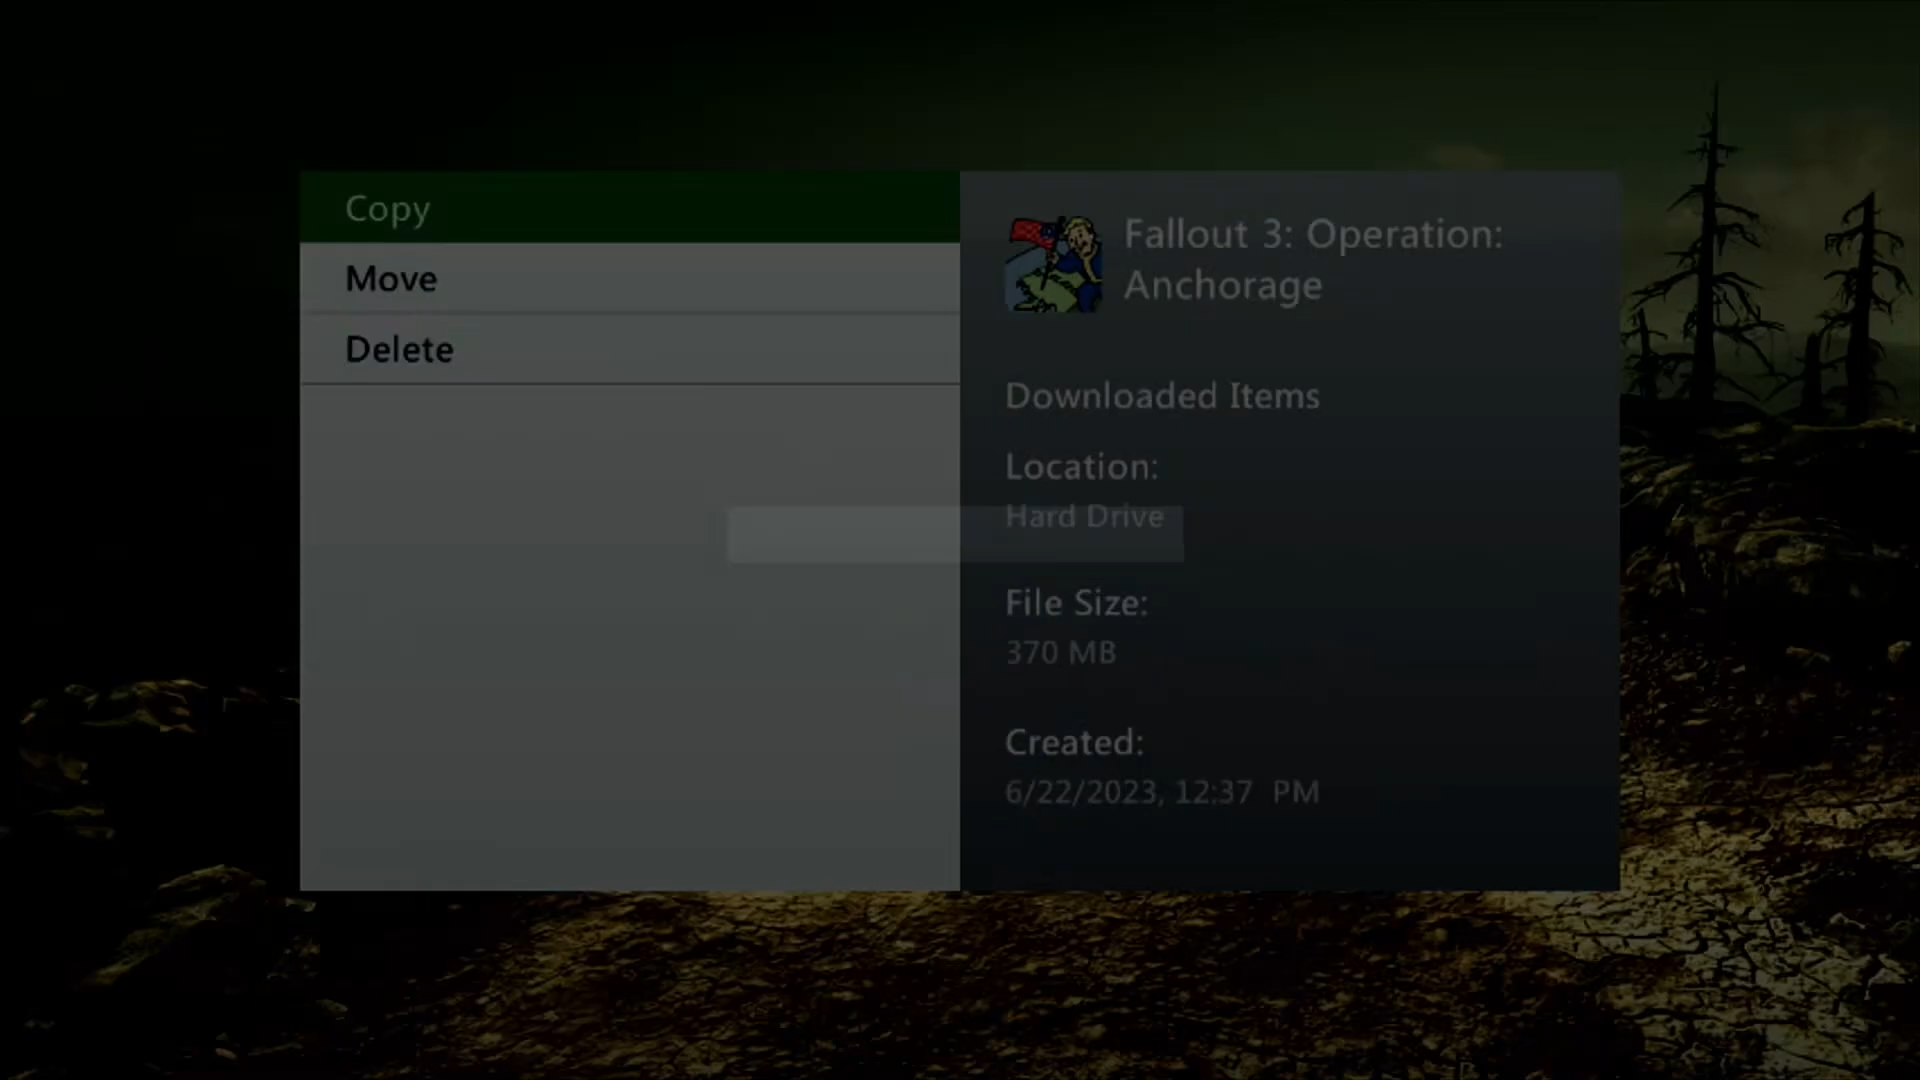 Copy
Move
Delete
Fallout 3: Operation:
Anchorage
Downloaded Items
Location:
Hard Drive
File Size:
370 MB
Created:
6/22/2023, 12:37 PM